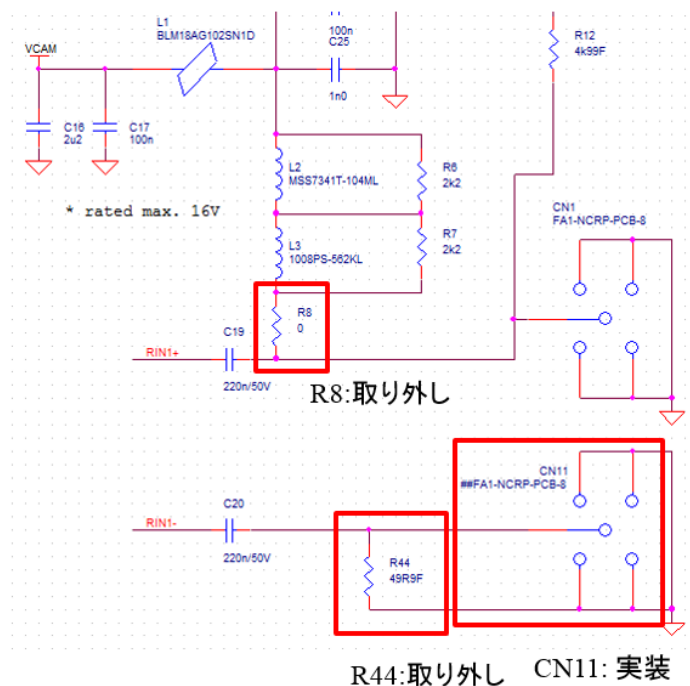 L1
BLM18AG102SN1D
VCAM
C16
2u2
C17
100n
100n
C25
1n0
R12
4k99F
* rated max. 16V
L2
MSS7341T-104ML
R6
2k2
L3
1008PS-562KL
R7
2k2
CN1
FA1-NCRP-PCB-8
R8
0
C19
RIN1+
220n/50V
R8:取り外し
CN11
##FA1-NCRP-PCB-8
C20
RIN1-
220n/50V
R44
49R9F
R44:取り外し
CN11: 実装